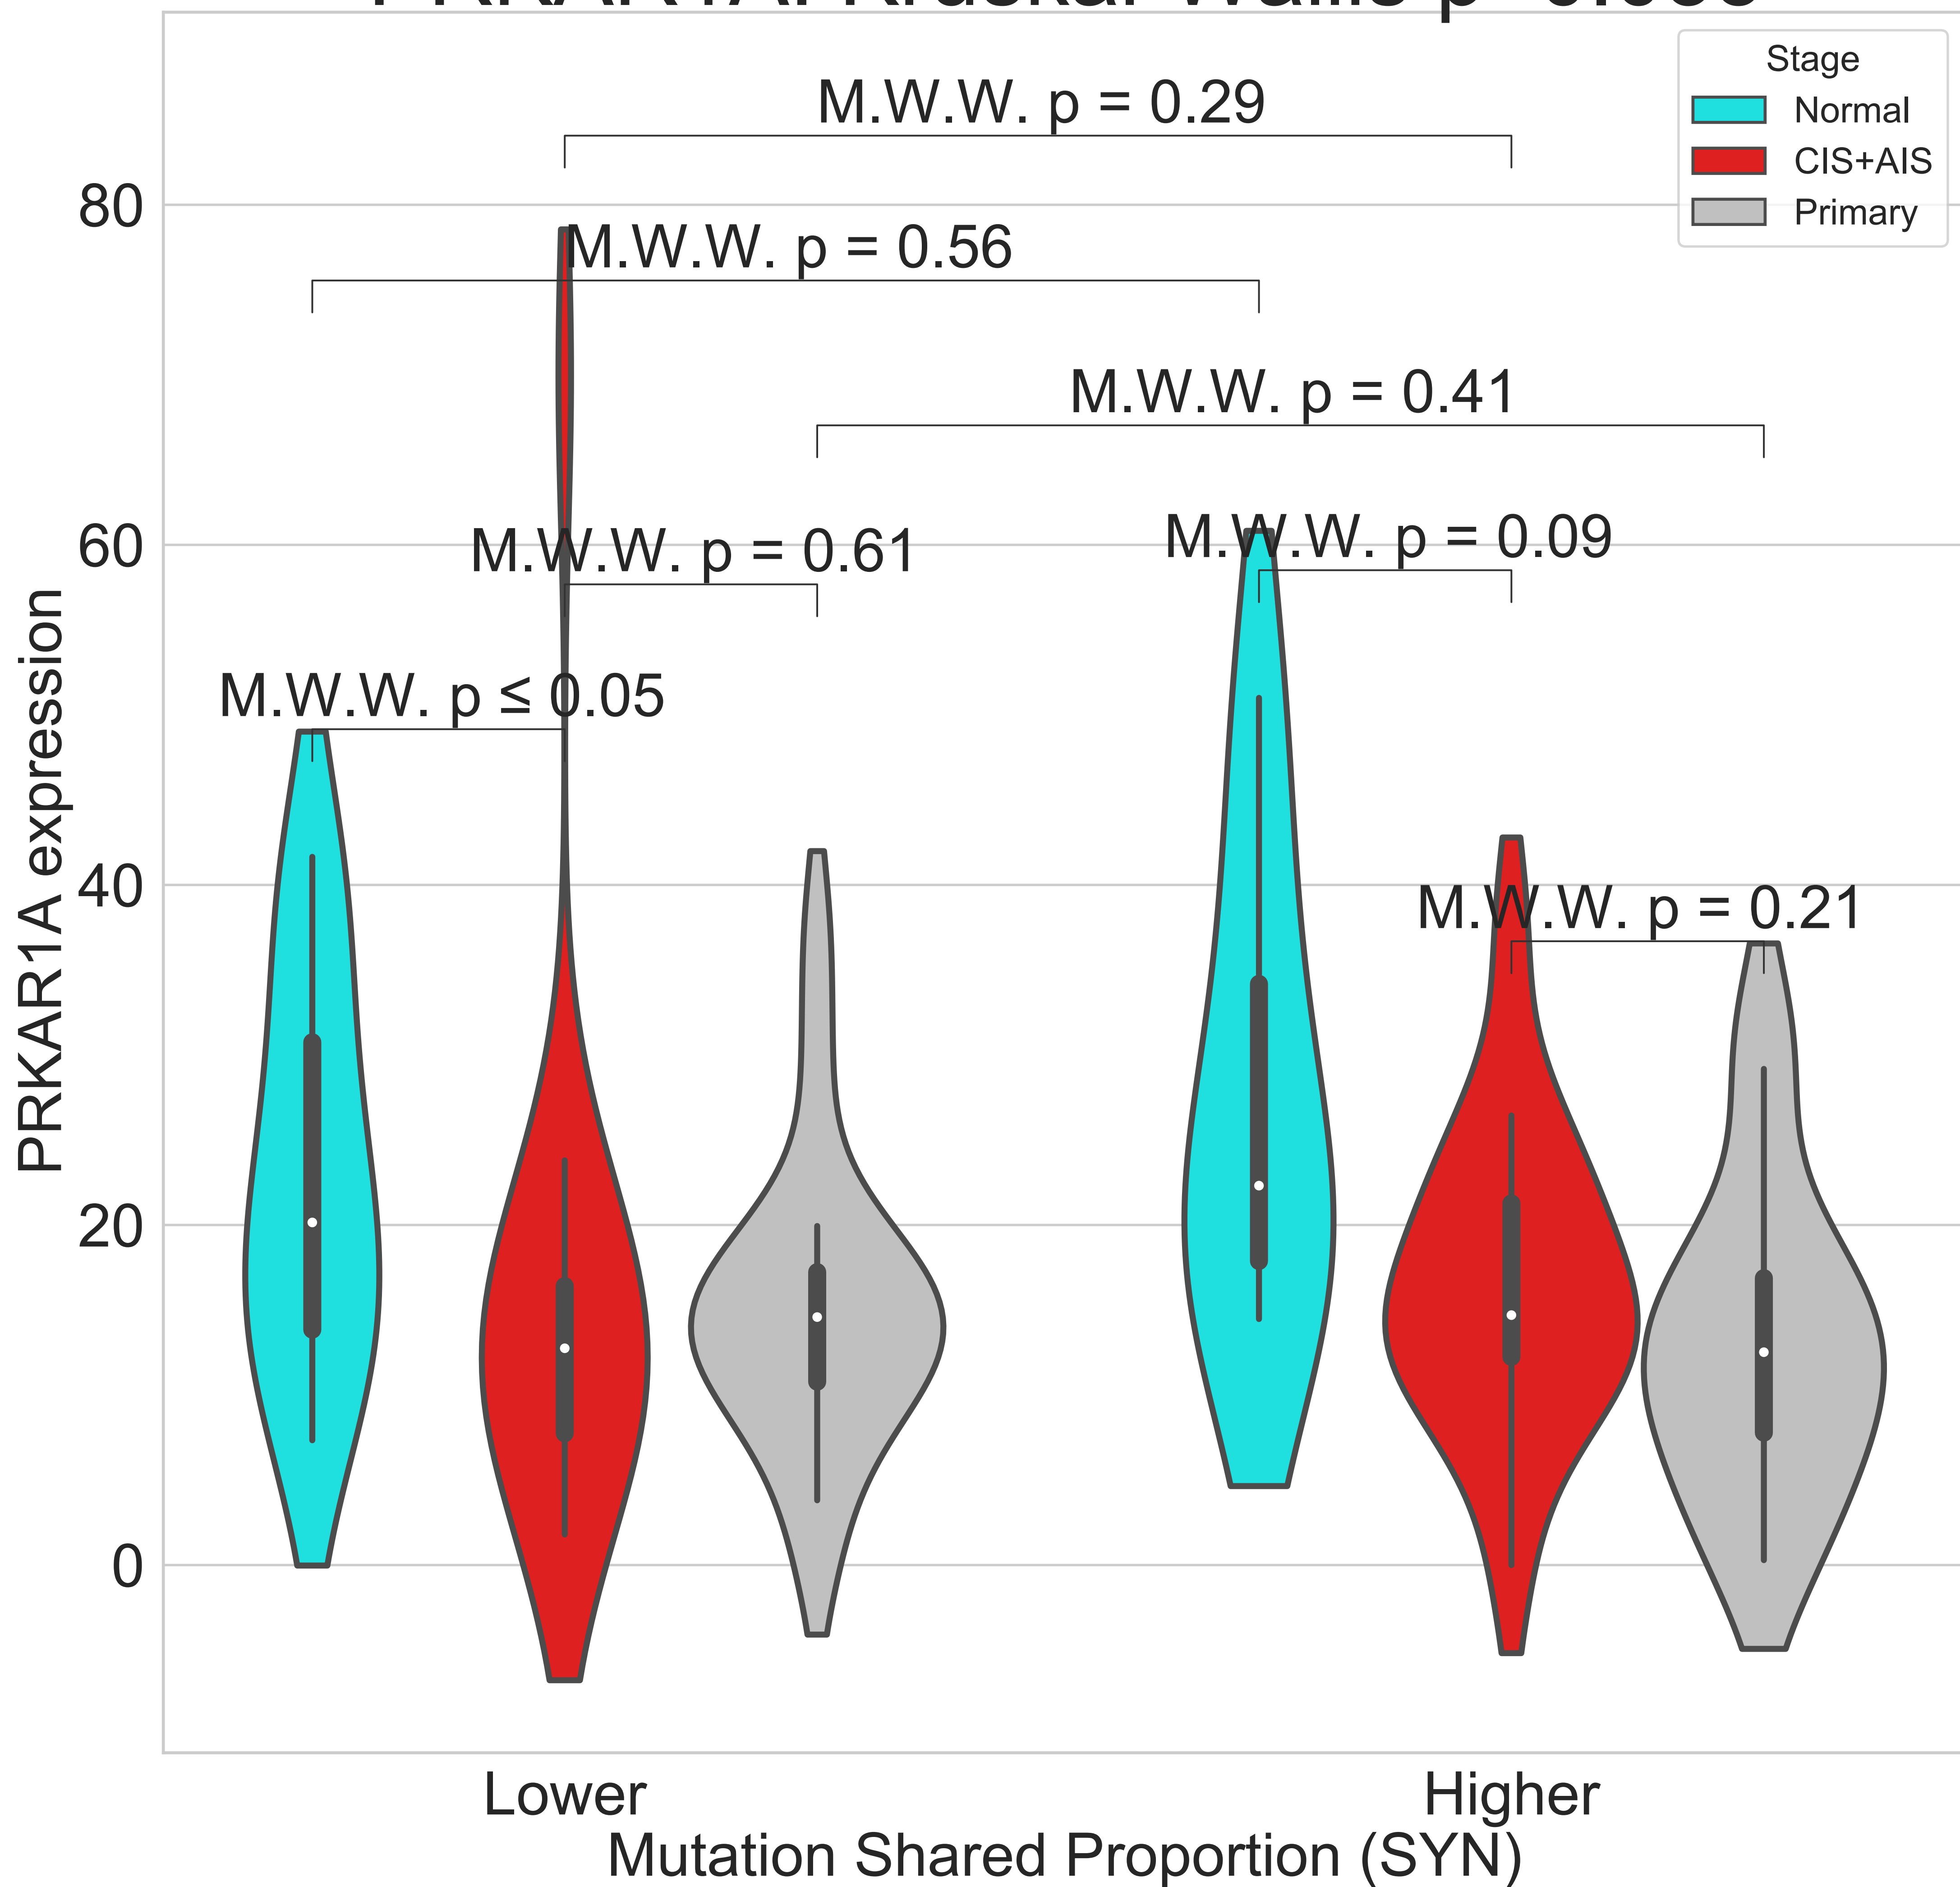 M.W.W. p = 0.29
Stage
Normal
CIS+AIS
Primary
80
M.W.W. p = 0.56
M.W.W. p = 0.41
60
M.W.W. p = 0.61
M.W.W. p = 0.09
M.W.W. p ≤ 0.05
PRKAR1A expression
40
M.W.W. p = 0.21
20
0
Lower
Higher
Mutation Shared Proportion (SYN)